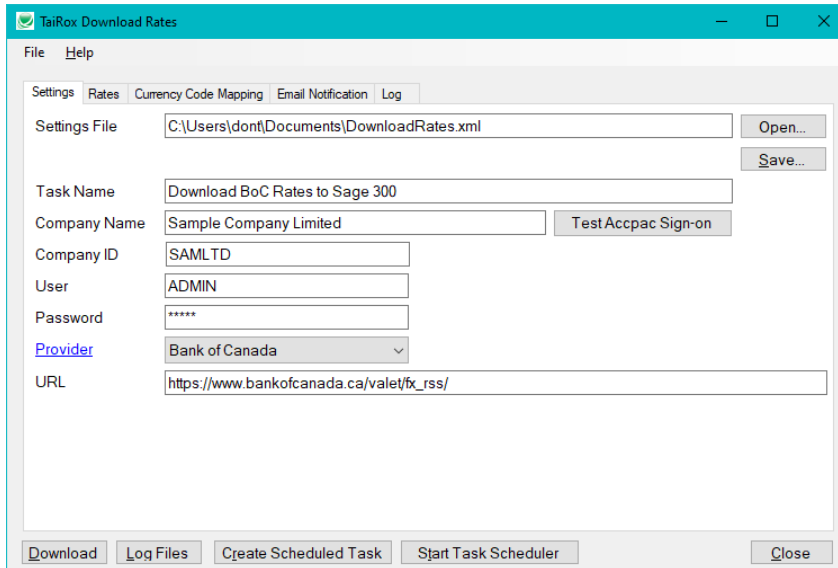 TaiRox Download Rates
File Help
Settings Rates Currency Code Mapping Email Notification Log
Settings File C:\Users\dont\Documents\DownloadRates.xml Open...
Save...
Task Name Download BoC Rates to Sage 300
Company Name Sample Company Limited Test Accpac Sign-on
Company ID SAMLTD
User ADMIN
Password *****
Provider Bank of Canada
URL https://www.bankofcanada.ca/valet/fx_rss/
Download Log Files Create Scheduled Task Start Task Scheduler Close